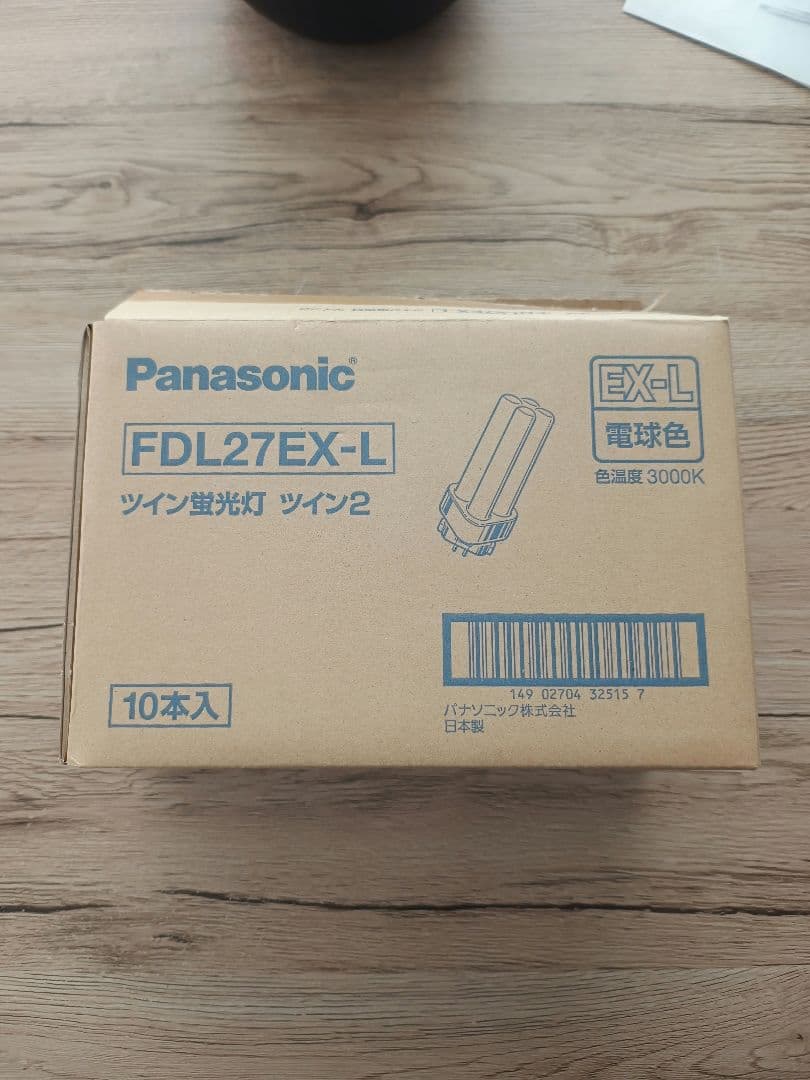 Panasonic®
FDL27EX-L
ツイン蛍光灯 ツイン2
EX-L
電球色
色温度 3000K
10本入
149 02704 32515 7
パナソニック株式会社
日本製